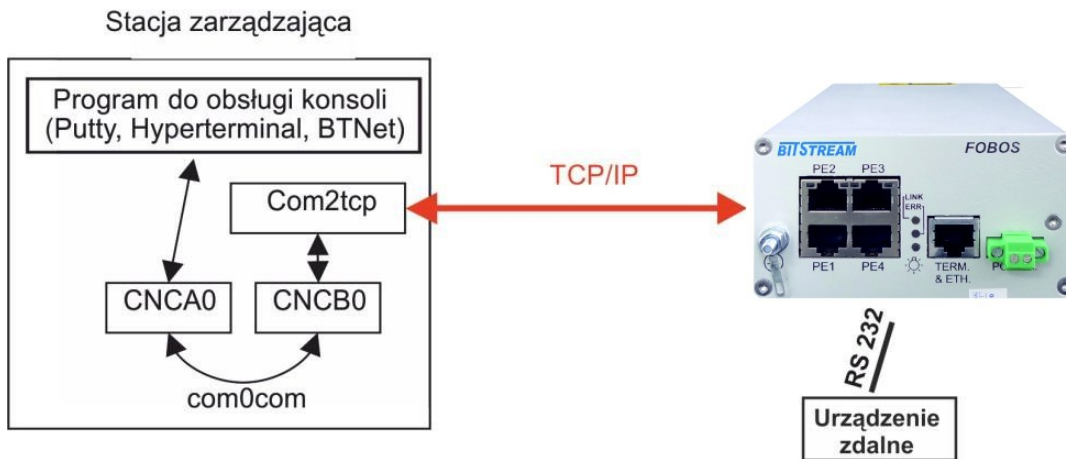 Stacja zarządzająca
Program do obsługi konsoli
(Putty, Hyperterminal, BTNet)
Com2tcp
CNCA0
CNCB0
com0com
TCP/IP
BITSTREAM
FOBOS
PE2
PE3
LINK
ERR
PE1
PE4
TERM.
& ETH.
RS 232
Urządzenie
zdalne